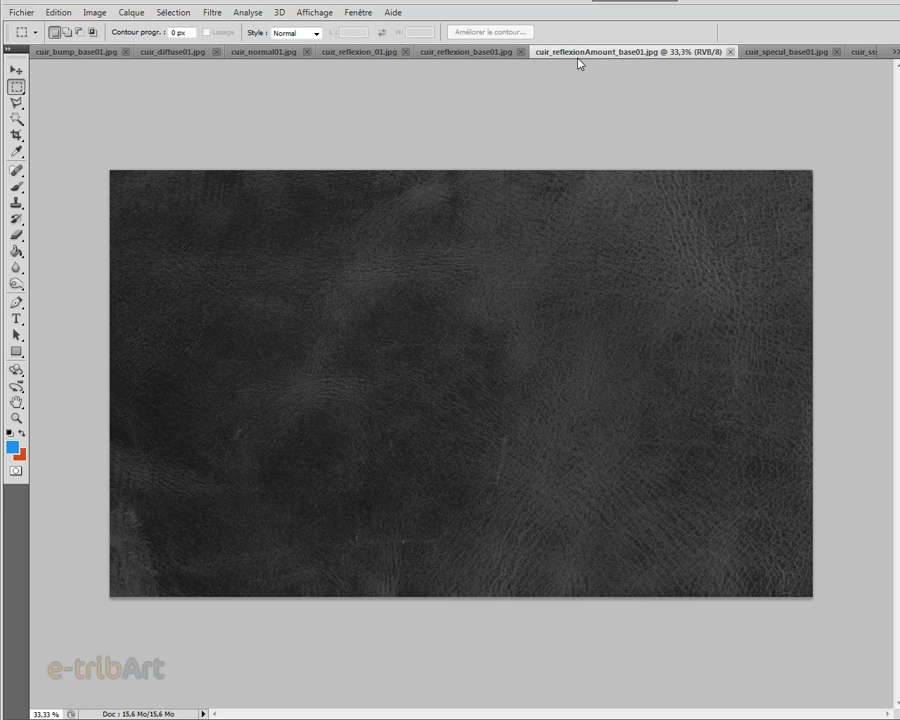 Fichier Edition Image Calque Sélection Filtre Analyse 3D Affichage Fenêtre Aide
Contour progr. : 0 px Lissage Style : Normal L : H : Améliorer le contour...
cuir_bump_base01.jpg cuir_diffuse01.jpg cuir_normal01.jpg cuir_reflexion_01.jpg cuir_reflexion_base01.jpg cuir_reflexionAmount_base01.jpg @ 33,3% (RVB/8) cuir_specul_base01.jpg cuir_sss
e-tribArt
33,33 % Doc : 15,6 Mo/15,6 Mo